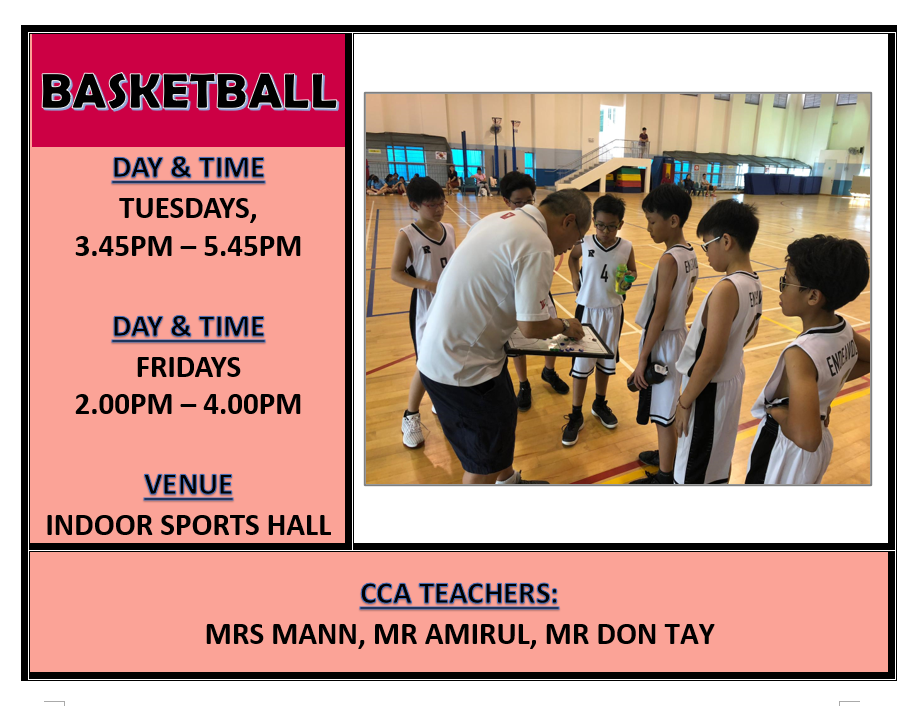 BASKETBALL
DAY & TIME
TUESDAYS,
3.45PM – 5.45PM
DAY & TIME
FRIDAYS
2.00PM – 4.00PM
VENUE
INDOOR SPORTS HALL
R
4
CCA TEACHERS:
MRS MANN, MR AMIRUL, MR DON TAY